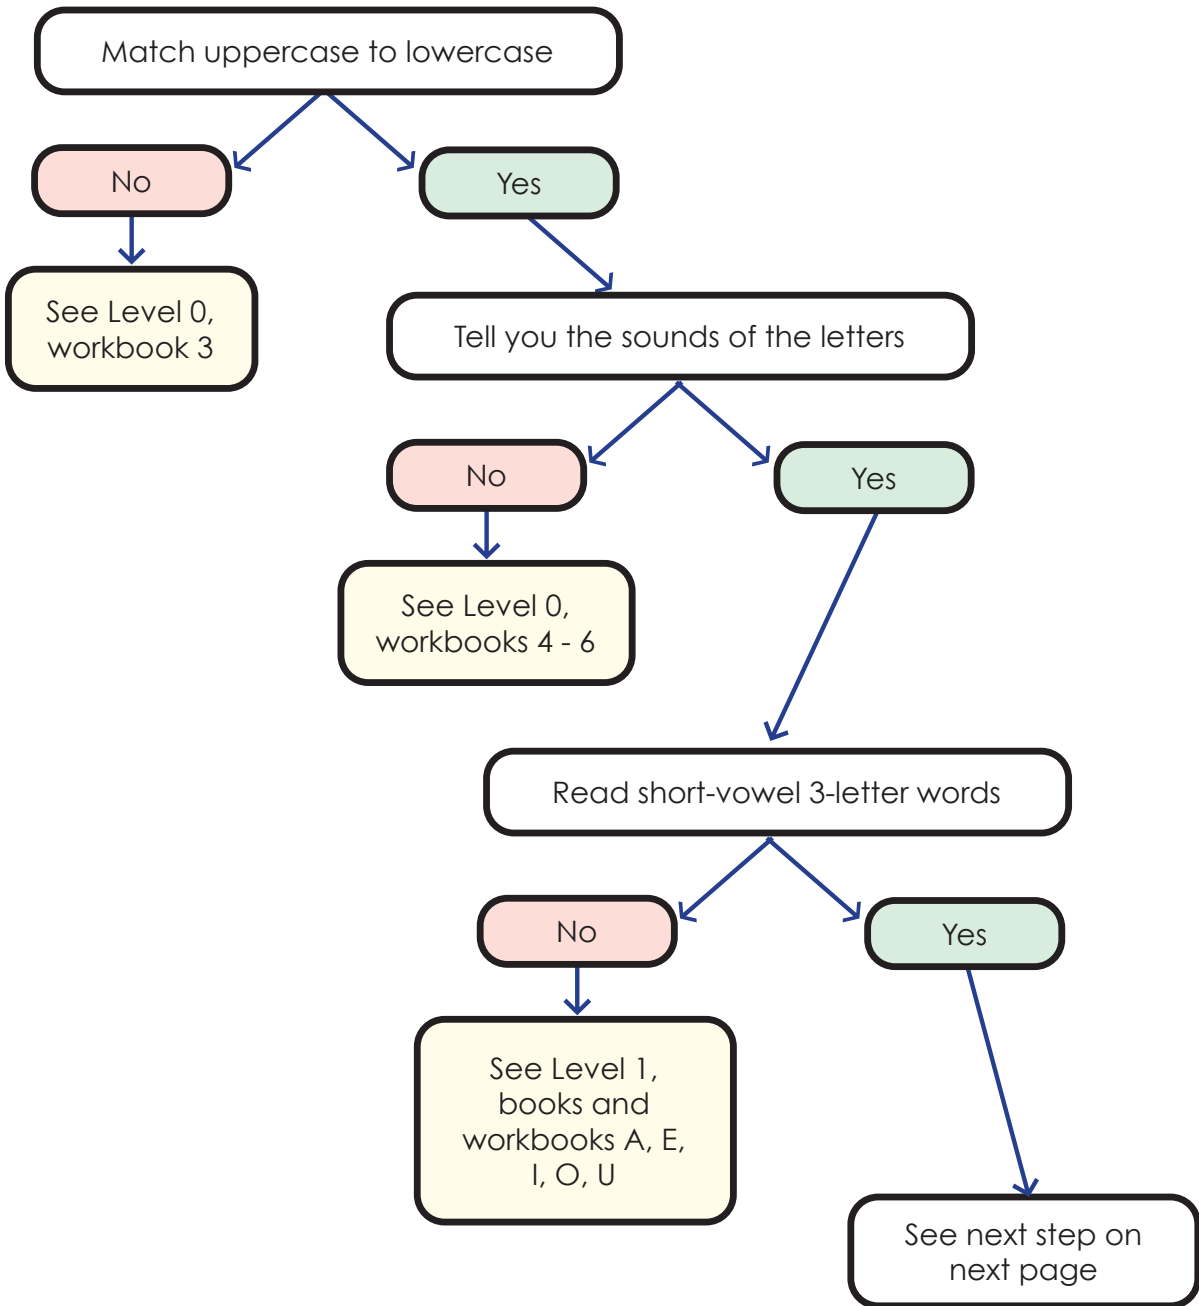 Match uppercase to lowercase
No
Yes
See Level 0,
workbook 3
Tell you the sounds of the letters
No
Yes
See Level 0,
workbooks 4 - 6
Read short-vowel 3-letter words
No
Yes
See Level 1,
books and
workbooks A, E,
I, O, U
See next step on
next page